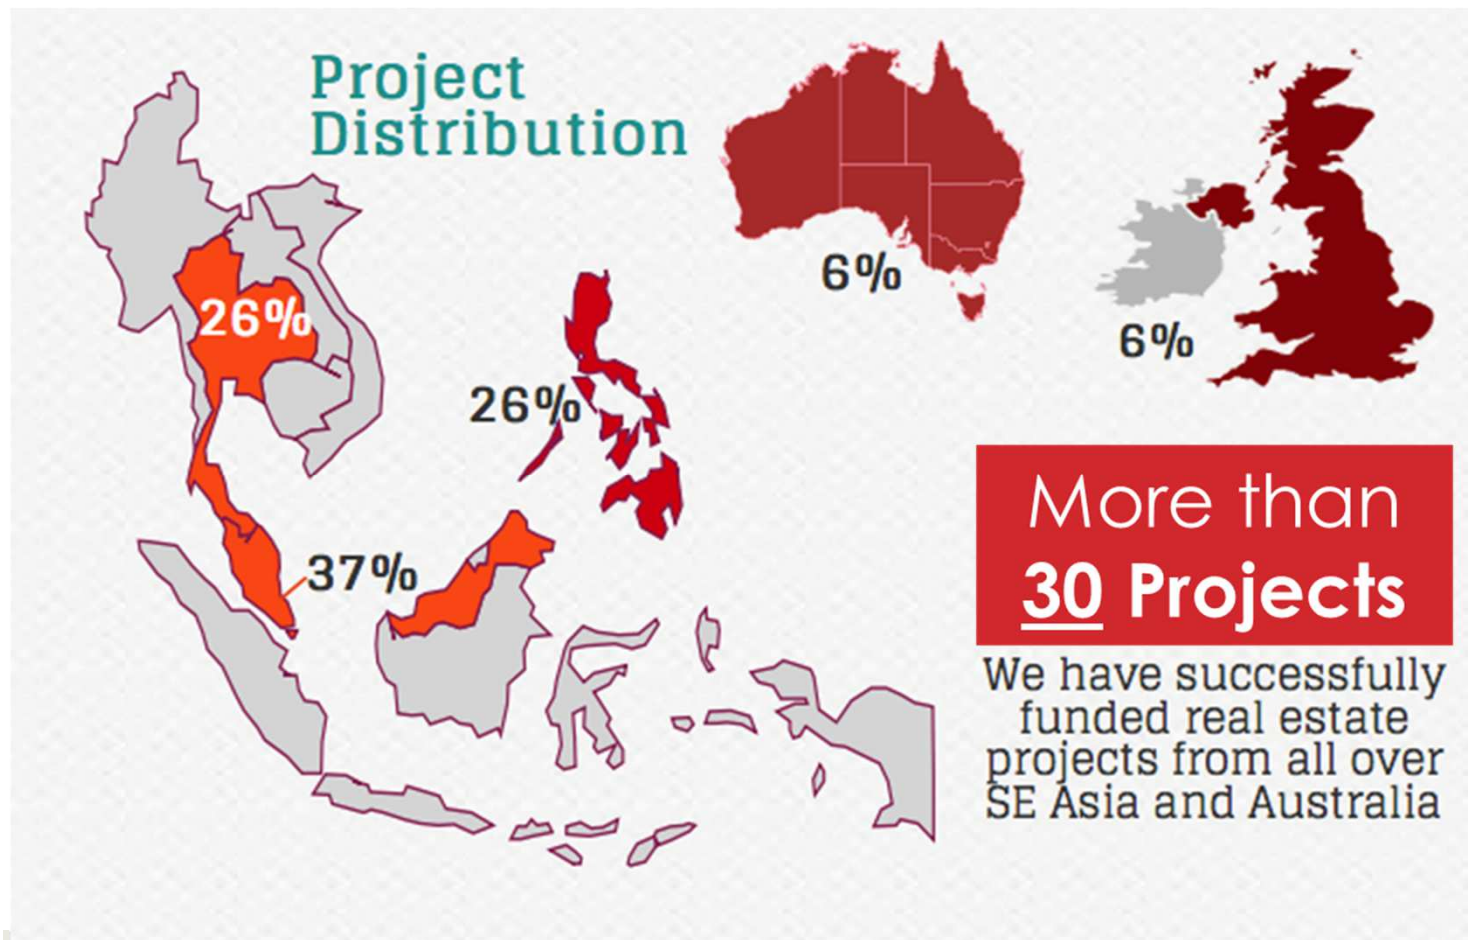 Project
Distribution
6%
6%
26%
26%
37%
More than
30 Projects
We have successfully
funded real estate
projects from all over
SE Asia and Australia